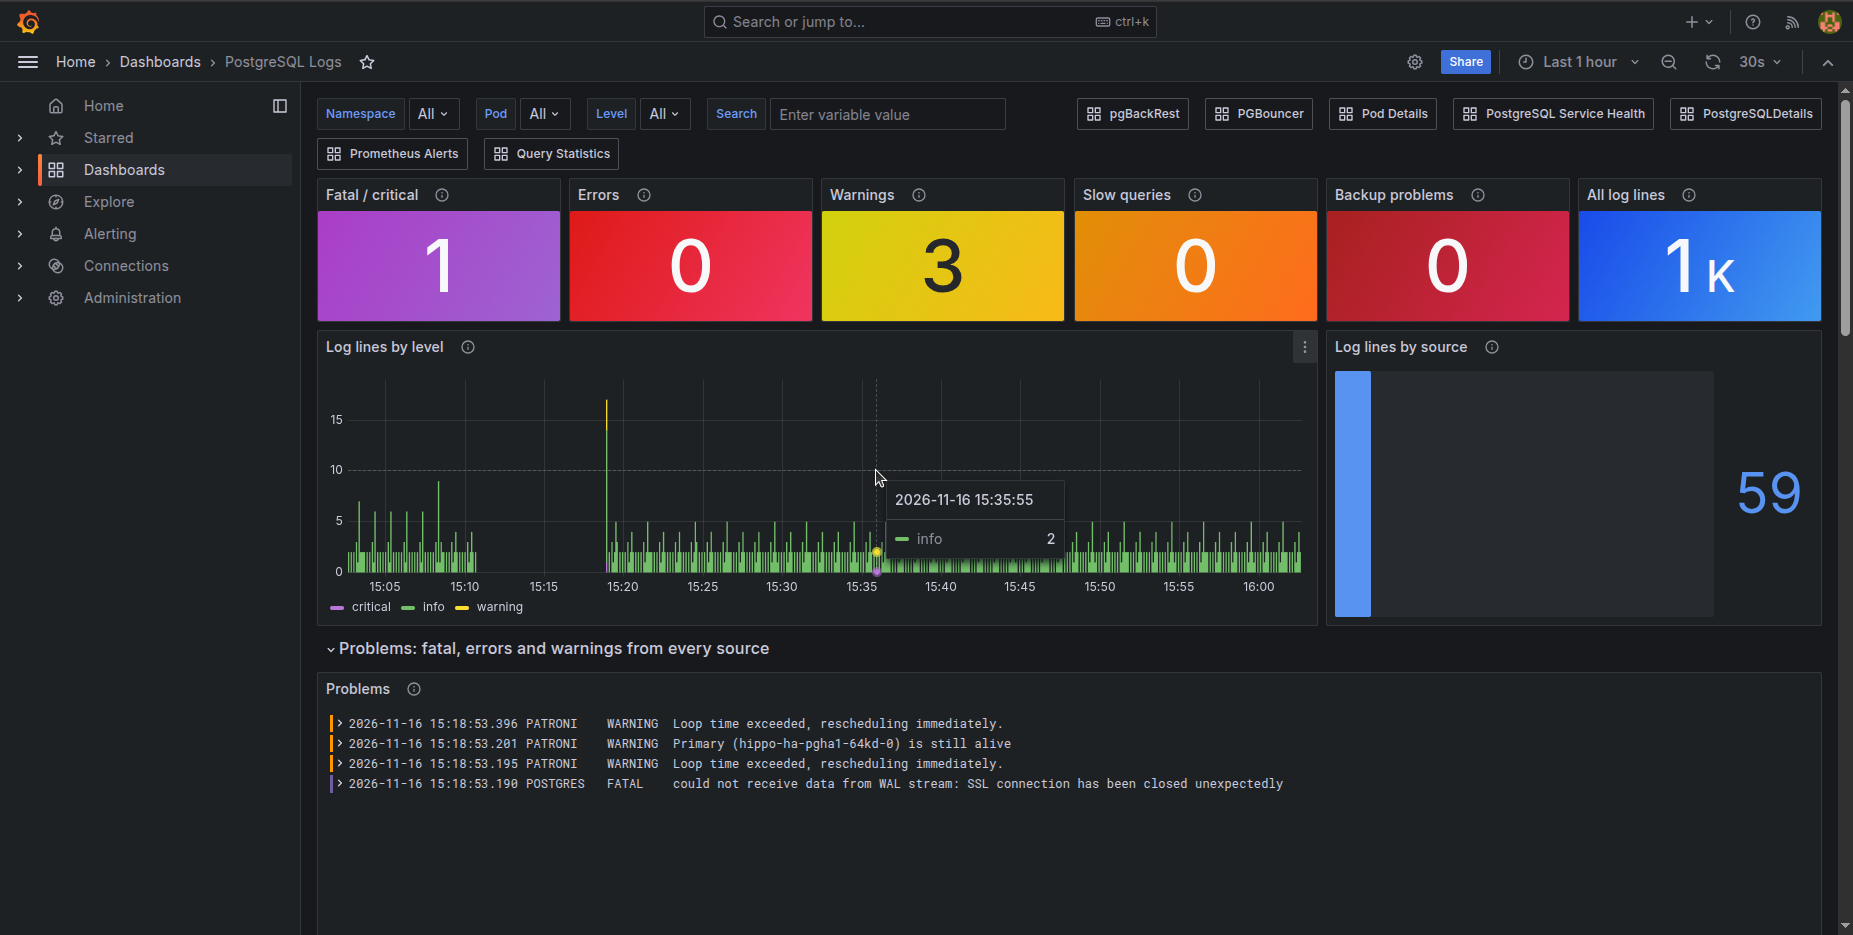 Search or jump to... ctrl+k
Home › Dashboards › PostgreSQL Logs Share Last 1 hour 30s
Home
Starred
Dashboards
Explore
Alerting
Connections
Administration
Namespace All Pod All Level All Search Enter variable value pgBackRest PGBouncer Pod Details PostgreSQL Service Health PostgreSQLDetails
Prometheus Alerts Query Statistics
Fatal / critical Errors Warnings Slow queries Backup problems All log lines
1 0 3 0 0 1 K
Log lines by level Log lines by source
15
10
5
0
2026-11-16 15:35:55
info 2
59
15:05 15:10 15:15 15:20 15:25 15:30 15:35 15:40 15:45 15:50 15:55 16:00
critical info warning
Problems: fatal, errors and warnings from every source
Problems
2026-11-16 15:18:53.396 PATRONI WARNING Loop time exceeded, rescheduling immediately.
2026-11-16 15:18:53.201 PATRONI WARNING Primary (hippo-ha-pgha1-64kd-0) is still alive
2026-11-16 15:18:53.195 PATRONI WARNING Loop time exceeded, rescheduling immediately.
2026-11-16 15:18:53.190 POSTGRES FATAL could not receive data from WAL stream: SSL connection has been closed unexpectedly